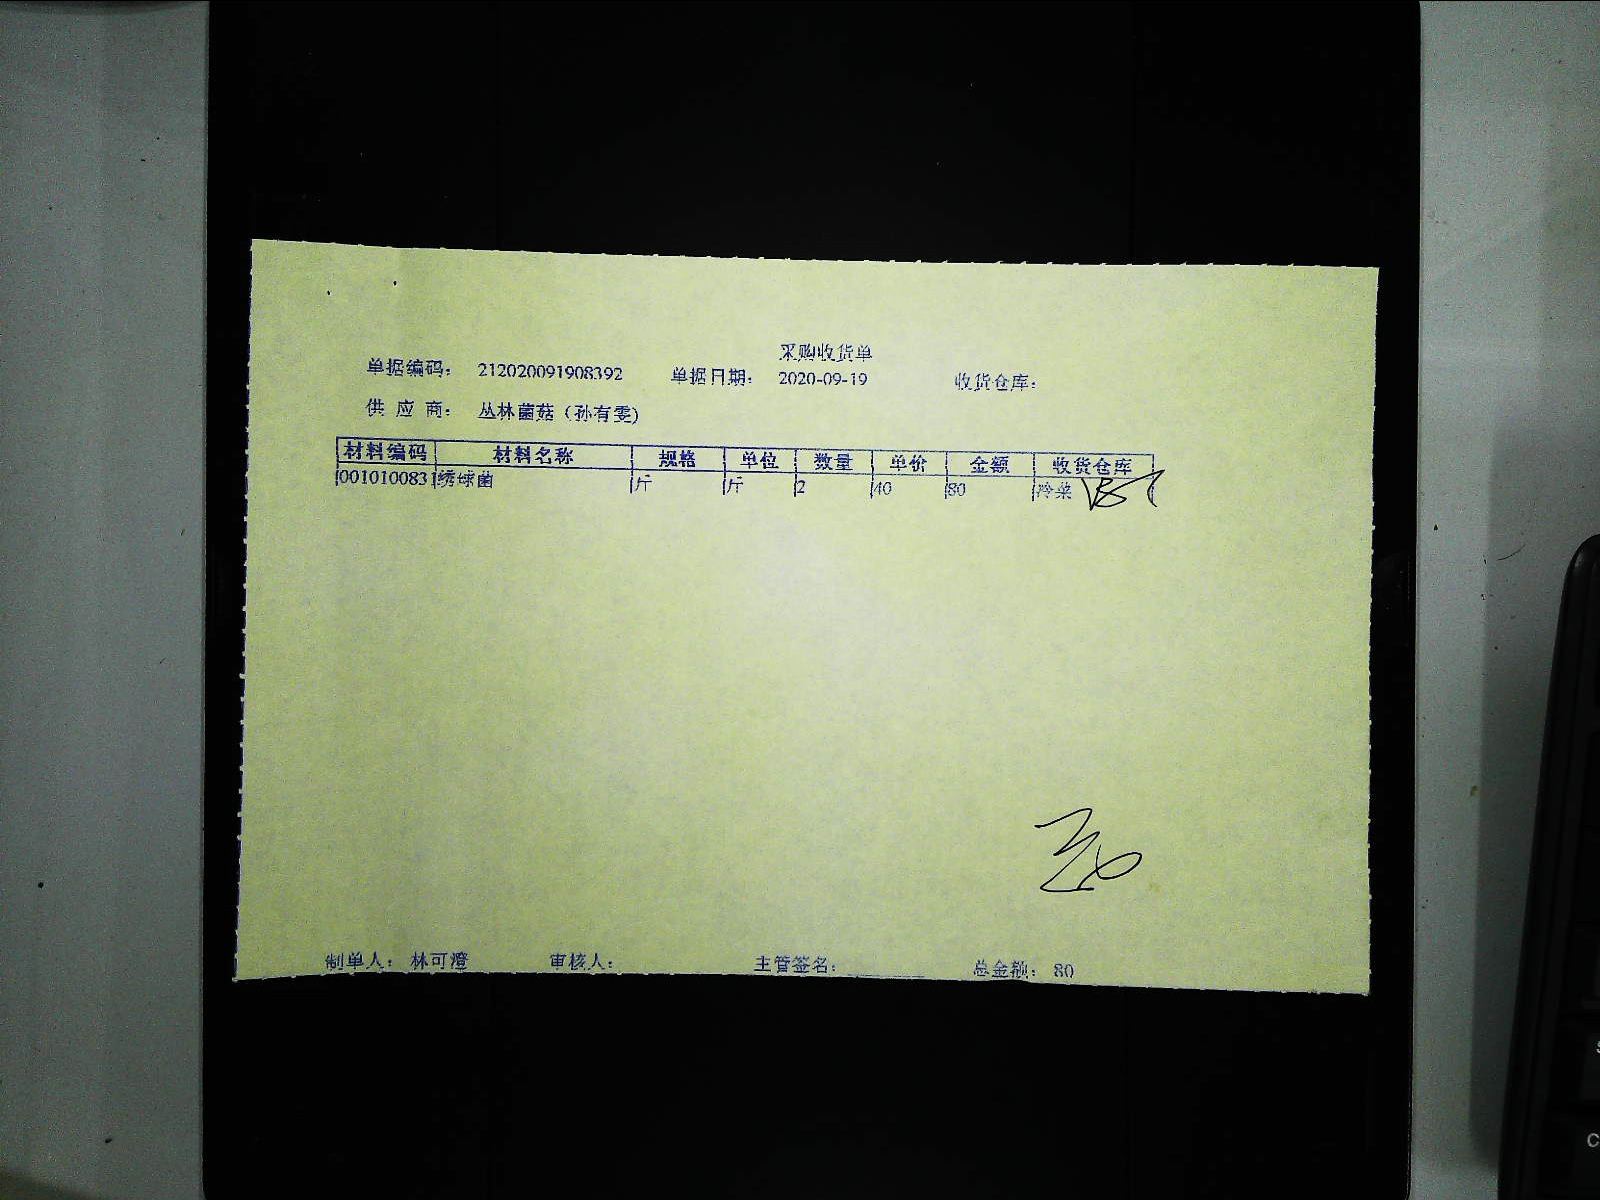 采购收货单
单据编码： 212020091908392 单据日期： 2020-09-19 收货仓库：
供 应 商： 丛林菌菇（孙有雯）
材料编码 材料名称 规格 单位 数量 单价 金额 收货仓库
0010100831 绣球菌 斤 斤 2 40 80 冷菜
制单人： 林可澄 审核人： 主管签名： 总金额： 80